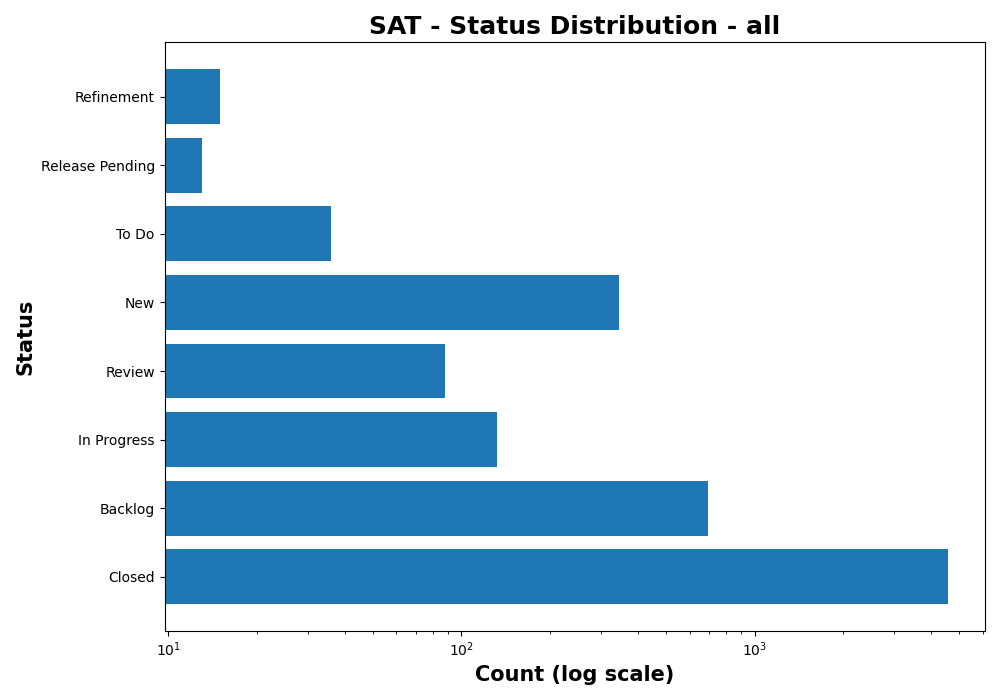 SAT - Status Distribution - all
Refinement
Release Pending
To Do
New
Review
In Progress
Backlog
Closed
Status
10¹
10²
10³
Count (log scale)